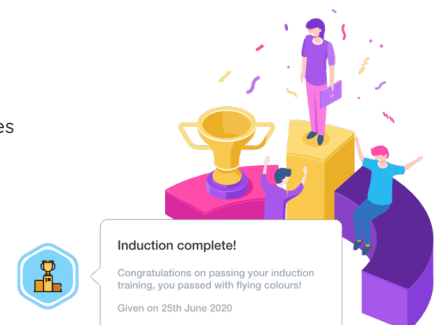 es
Induction complete!
Congratulations on passing your induction
training, you passed with flying colours!
Given on 25th June 2020